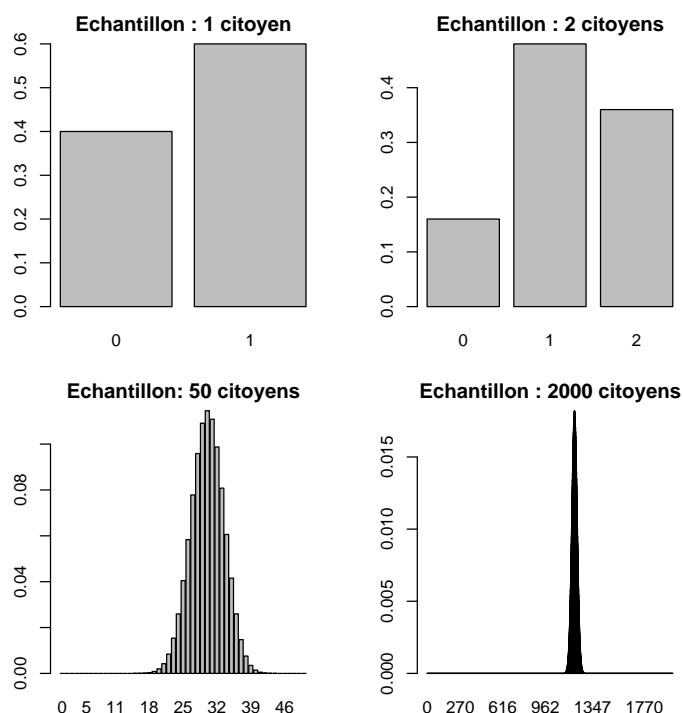 Echantillon : 1 citoyen
0.6
0.5
0.4
0.3
0.2
0.1
0.0
0 1
Echantillon : 2 citoyens
0.4
0.3
0.2
0.1
0.0
0 1 2
Echantillon: 50 citoyens
0.08
0.04
0.00
0 5 11 18 25 32 39 46
Echantillon : 2000 citoyens
0.015
0.010
0.005
0.000
0 270 616 962 1347 1770